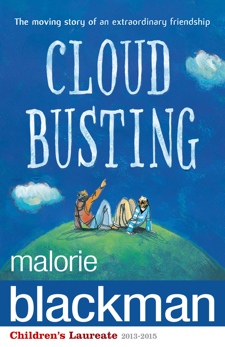 The moving story of an extraordinary friendship
CLOUD
BUSTING
malorie
blackman
Children's Laureate 2013-2015